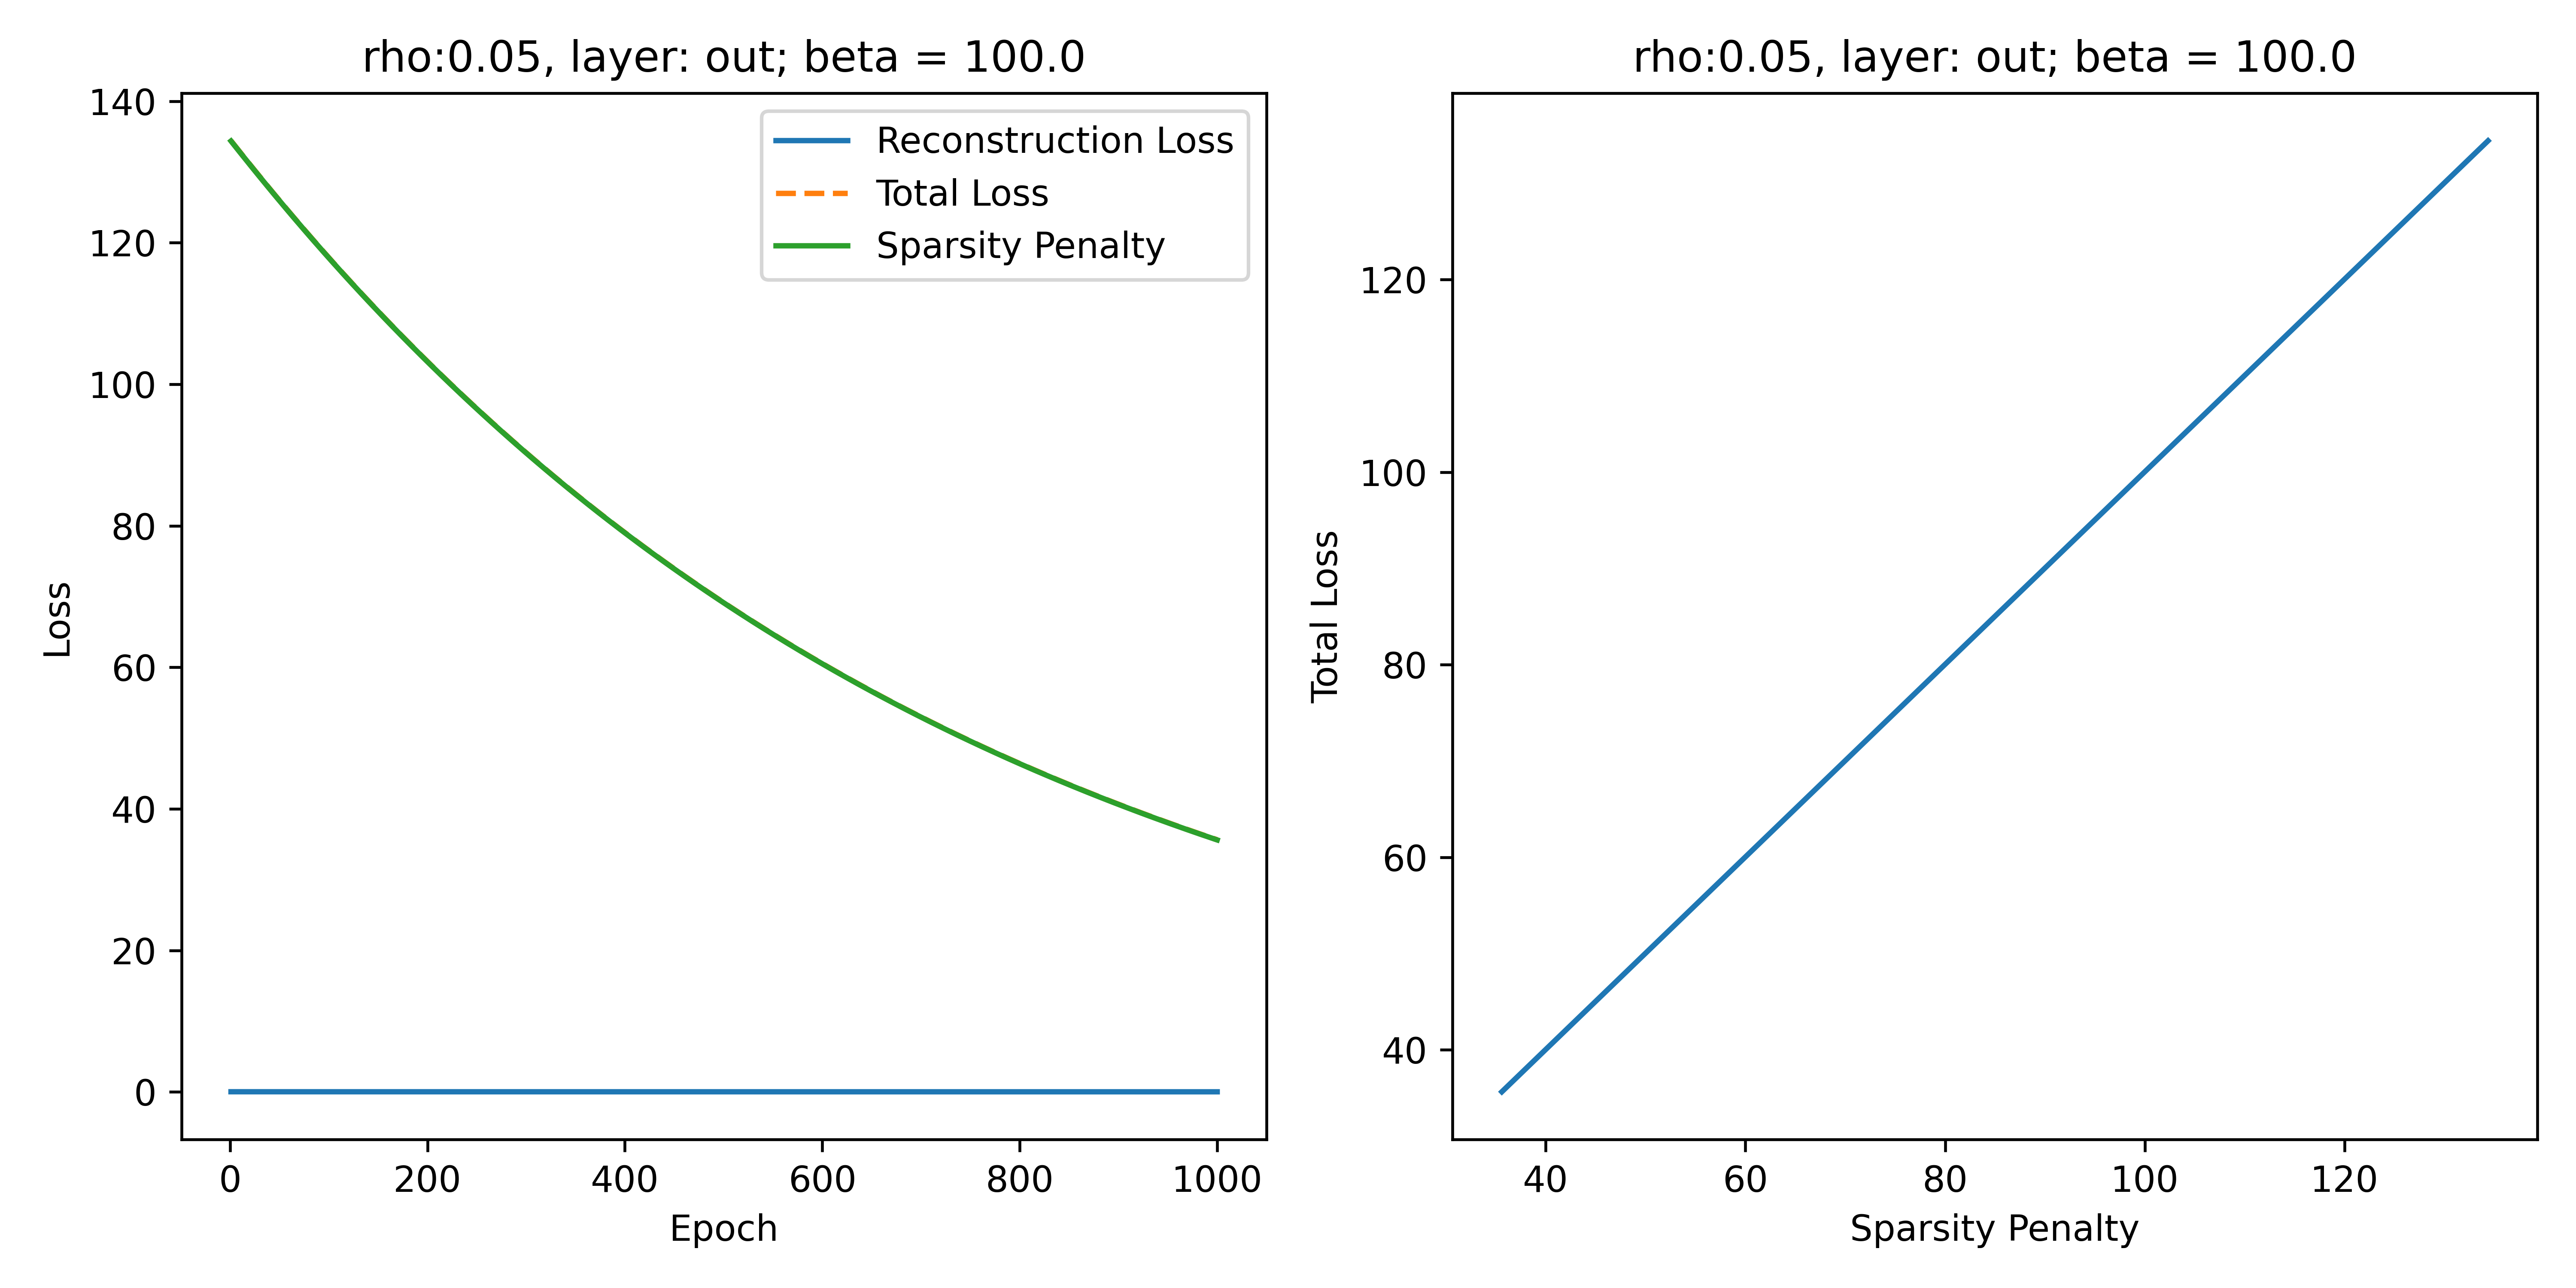 rho:0.05, layer: out; beta = 100.0
140
120
100
80
60
40
20
0
Loss
Reconstruction Loss
Total Loss
Sparsity Penalty
0 200 400 600 800 1000
Epoch
rho:0.05, layer: out; beta = 100.0
120
100
80
60
40
Total Loss
40 60 80 100 120
Sparsity Penalty